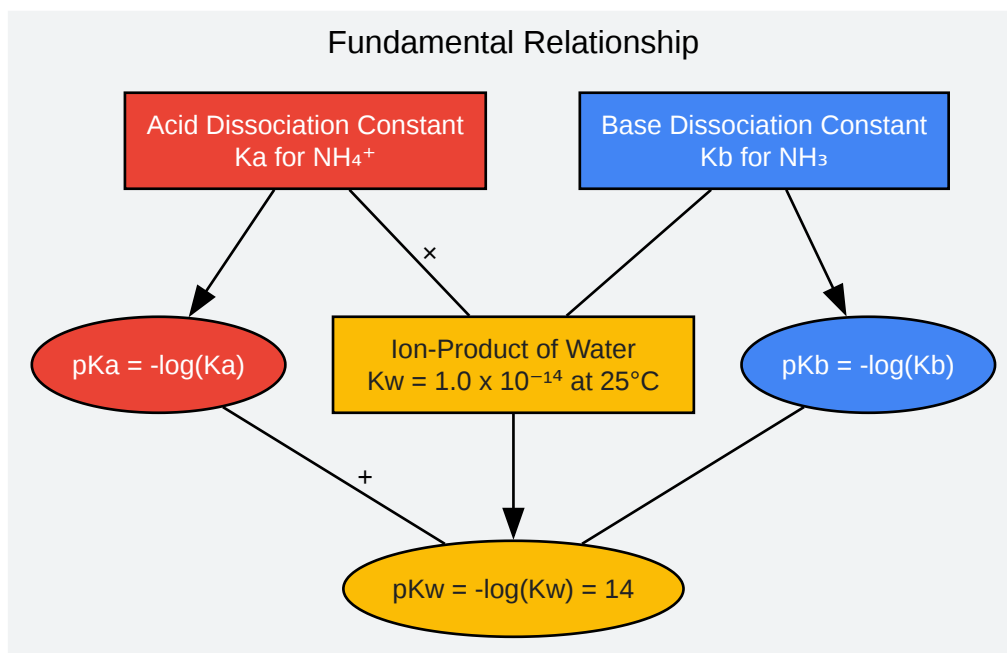 Fundamental Relationship
Acid Dissociation Constant
Ka for NH₄⁺
Base Dissociation Constant
Kb for NH₃
×
pKa = -log(Ka)
Ion-Product of Water
Kw = 1.0 x 10⁻¹⁴ at 25°C
pKb = -log(Kb)
+
pKw = -log(Kw) = 14